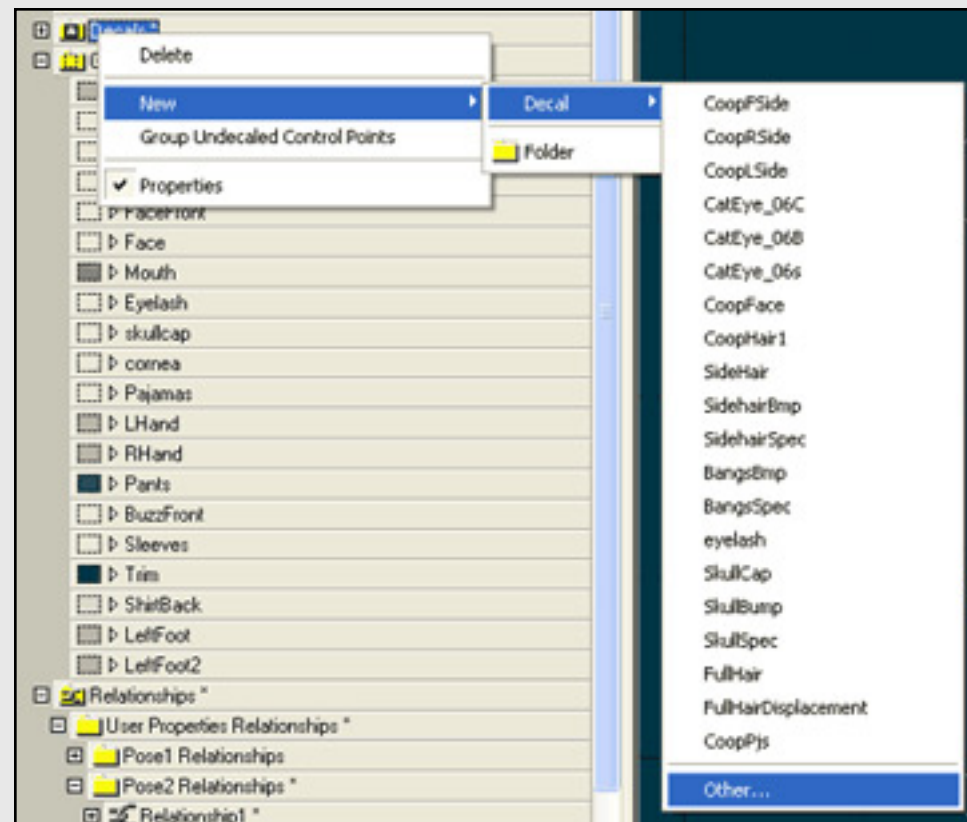 Decals *
Delete
New
Group Undecaled Control Points
Properties
Decal
Folder
CoopFSide
CoopRSide
CoopLSide
CatEye_06C
CatEye_06B
CatEye_06s
CoopFace
CoopHair1
SideHair
SidehairBmp
SidehairSpec
BangsBmp
BangsSpec
eyelash
SkullCap
SkullBump
SkullSpec
FullHair
FullHairDisplacement
CoopPjs
Other...
FaceFront
Face
Mouth
Eyelash
skullcap
cornea
Pajamas
LHand
RHand
Pants
BuzzFront
Sleeves
Trim
ShirtBack
LeftFoot
LeftFoot2
Relationships *
User Properties Relationships *
Pose1 Relationships
Pose2 Relationships *
Relationship1 *